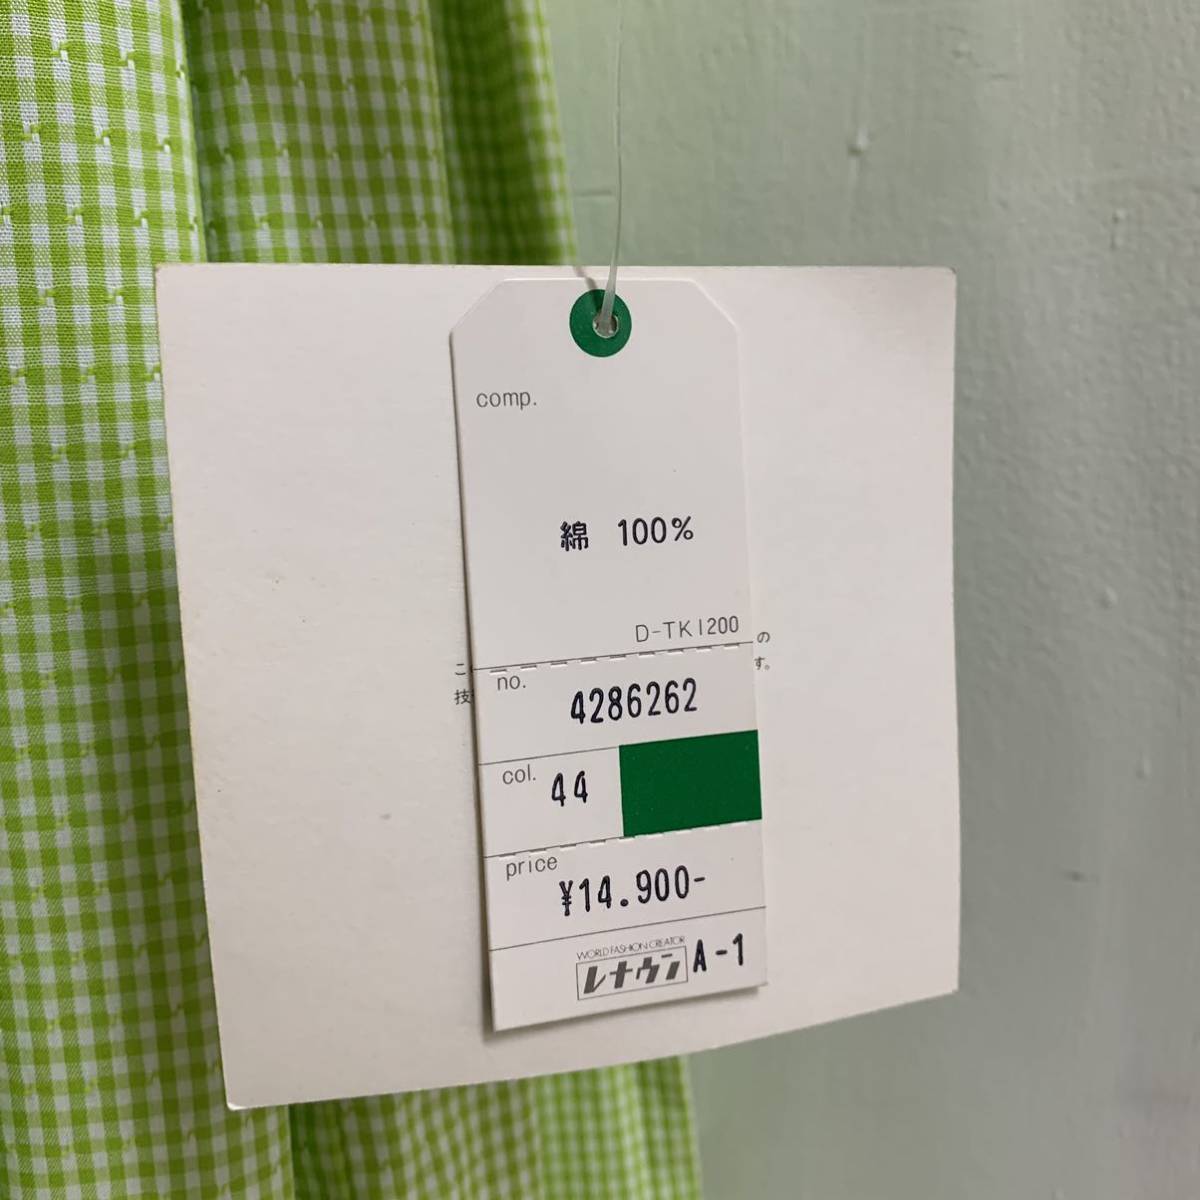 comp.
綿 100%
D-TK1200
こ の
技 す。
no.
4286262
col. 44
price
¥14.900-
WORLD FASHION CREATOR
レナウン A-1